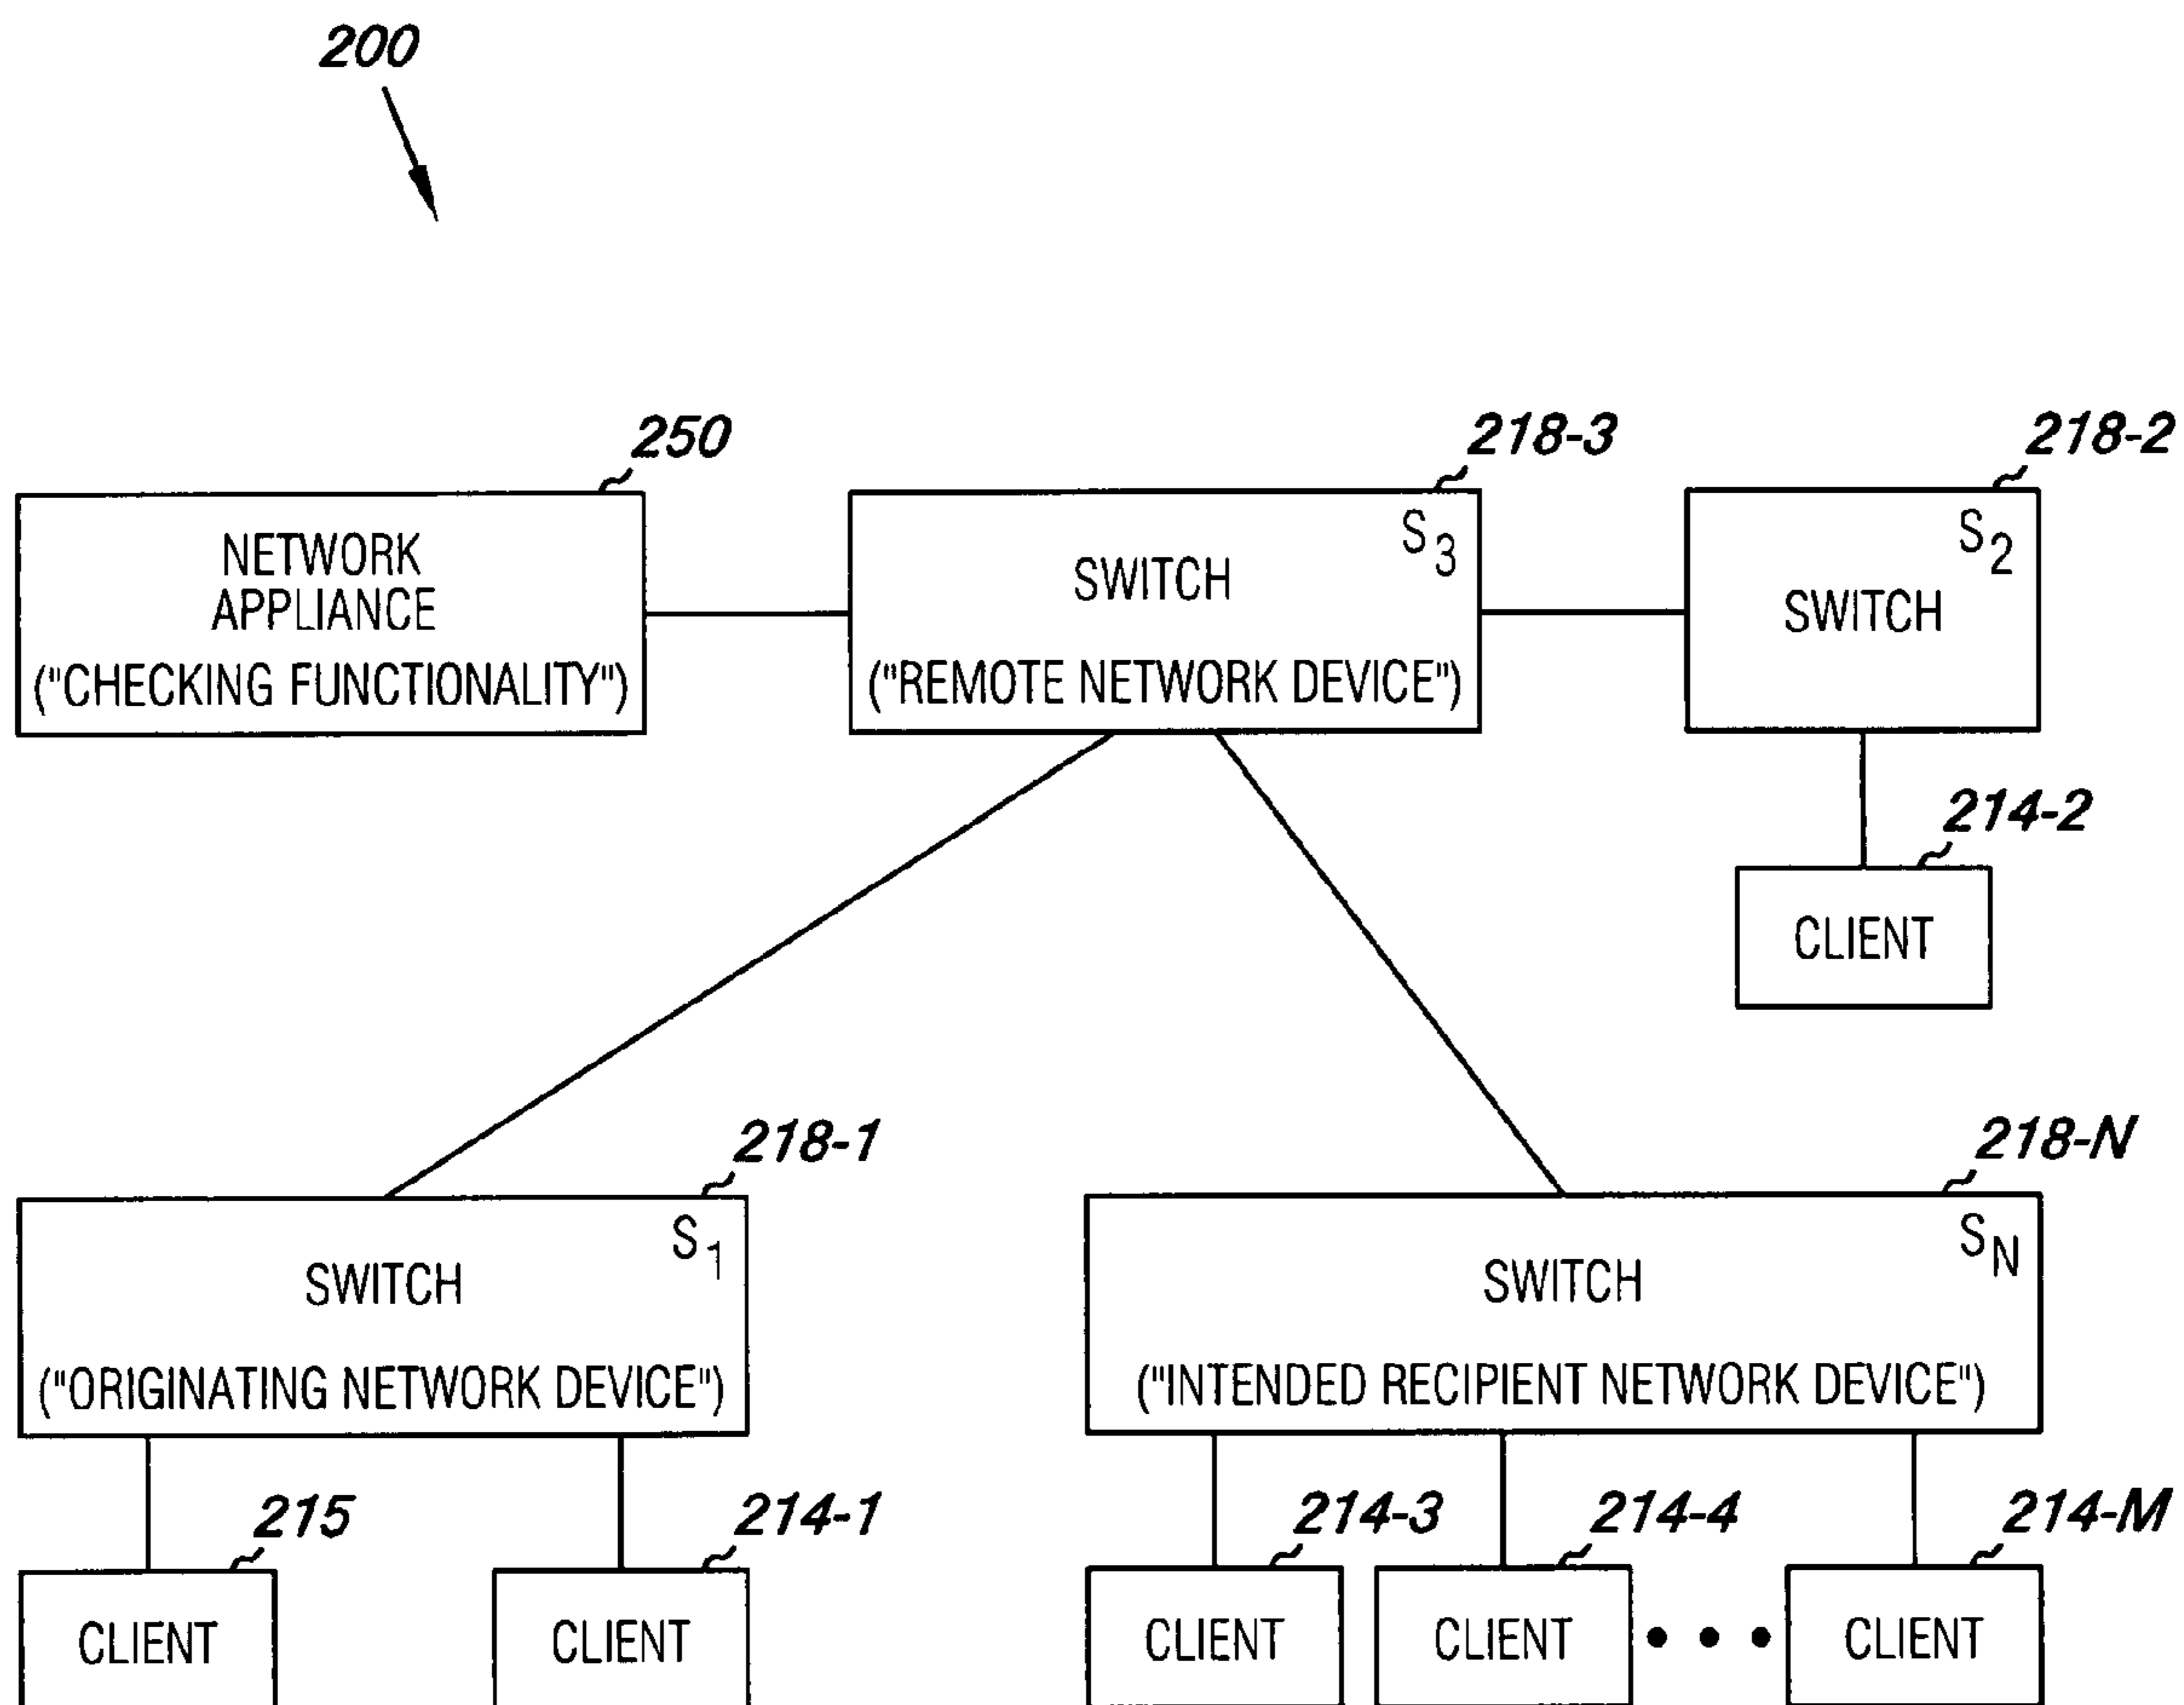 200
250
218-3
218-2
NETWORK
APPLIANCE
("CHECKING FUNCTIONALITY")
S3
SWITCH
("REMOTE NETWORK DEVICE")
S2
SWITCH
214-2
CLIENT
218-1
218-N
S1
SWITCH
("ORIGINATING NETWORK DEVICE")
SN
SWITCH
("INTENDED RECIPIENT NETWORK DEVICE")
215
214-1
214-3
214-4
214-M
CLIENT
CLIENT
CLIENT
CLIENT
• • •
CLIENT